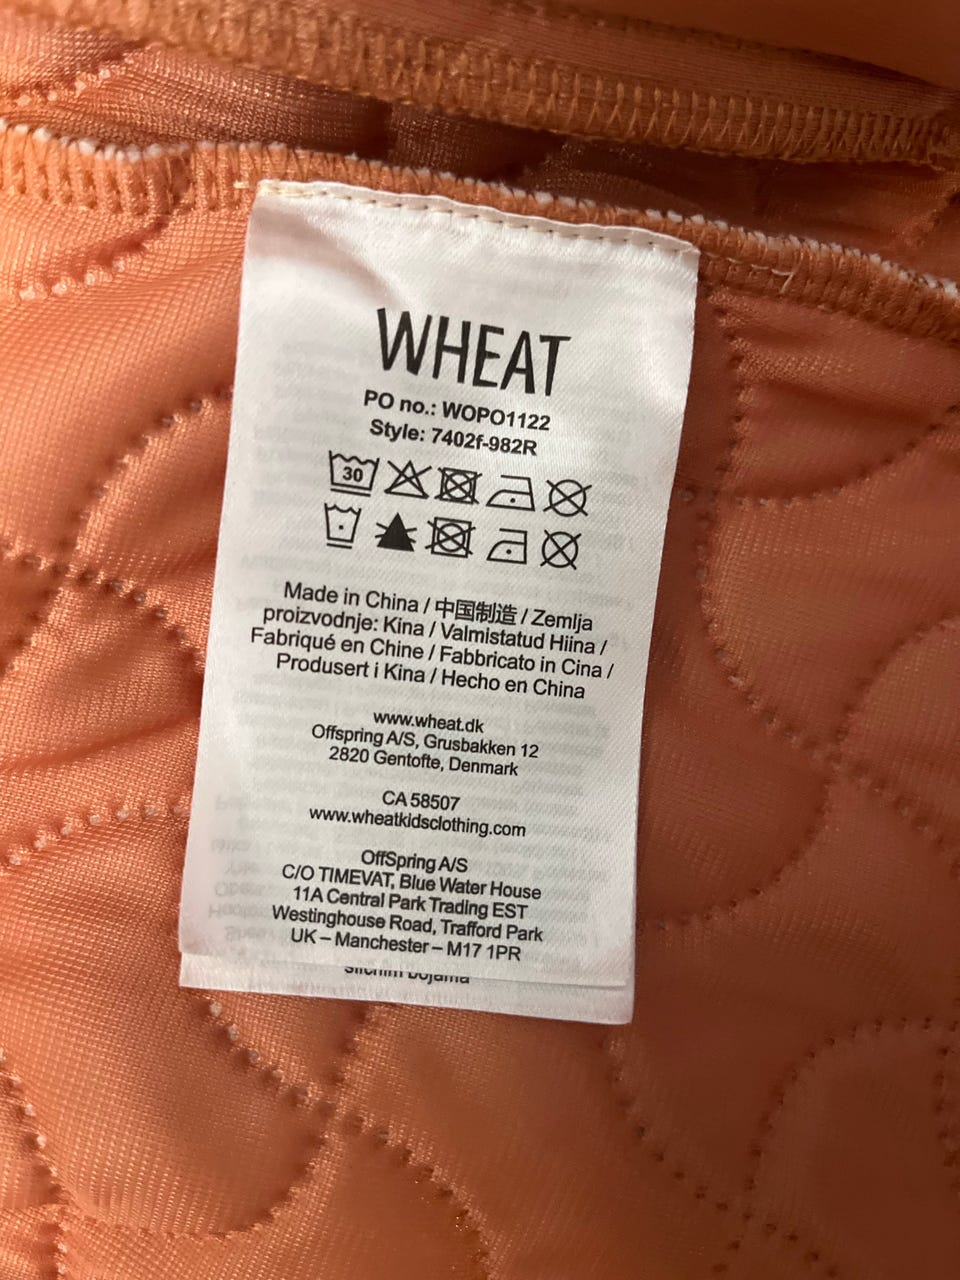 WHEAT
PO no.: WOPO1122
Style: 7402f-982R
30
Made in China / 中国制造 / Zemlja
proizvodnje: Kina / Valmistatud Hiina /
Fabriqué en Chine / Fabbricato in Cina /
Produsert i Kina / Hecho en China
www.wheat.dk
Offspring A/S, Grusbakken 12
2820 Gentofte, Denmark
CA 58507
www.wheatkidsclothing.com
OffSpring A/S
C/O TIMEVAT, Blue Water House
11A Central Park Trading EST
Westinghouse Road, Trafford Park
UK – Manchester – M17 1PR